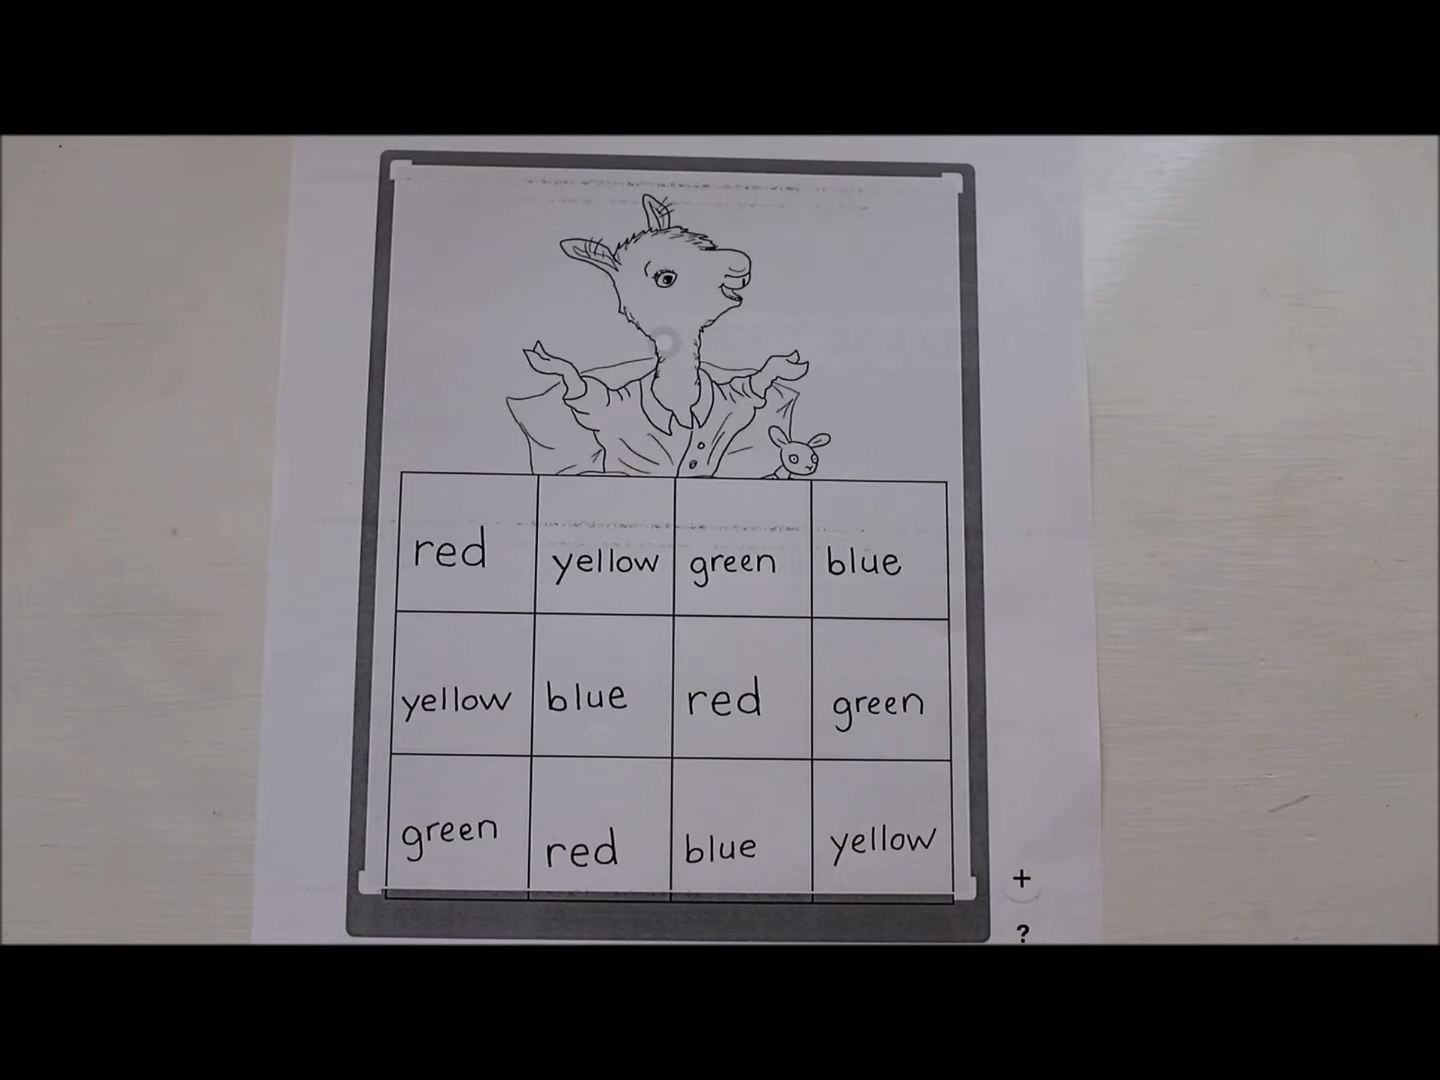 red yellow green blue
yellow blue red green
green red blue yellow
+
?